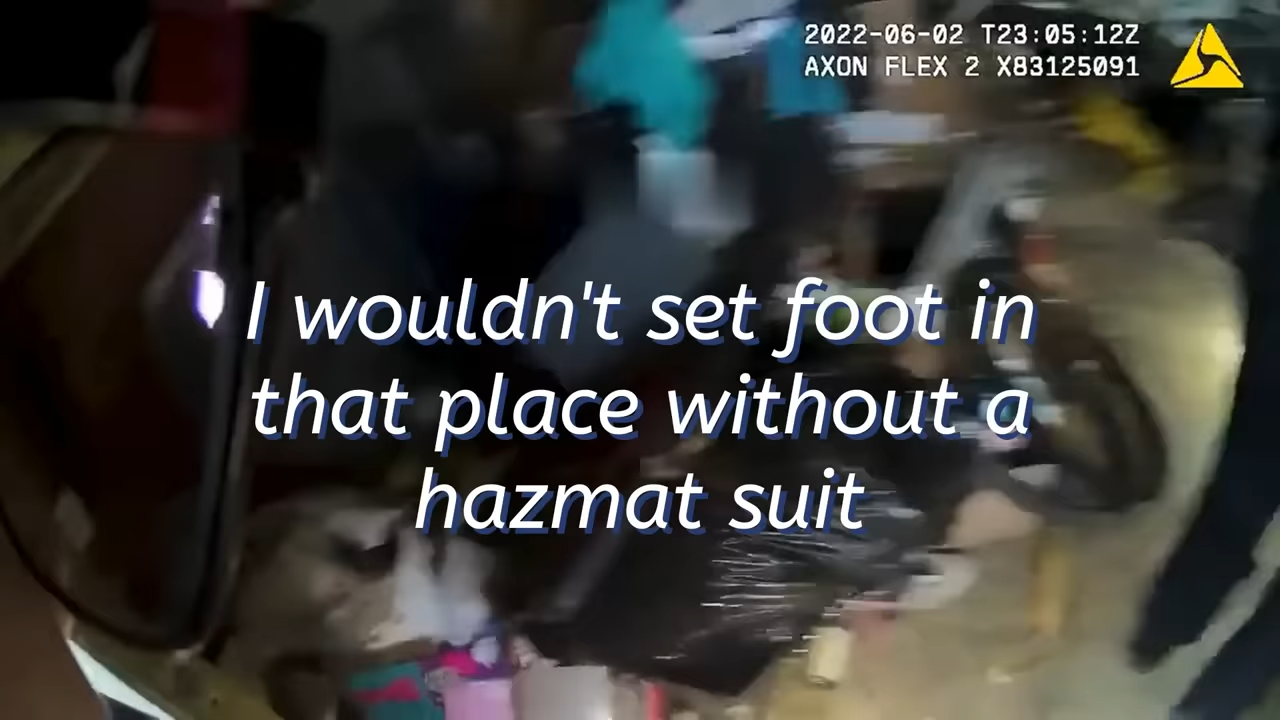 2022-06-02 T23:05:12Z
AXON FLEX 2 X83125091
I wouldn't set foot in
that place without a
hazmat suit